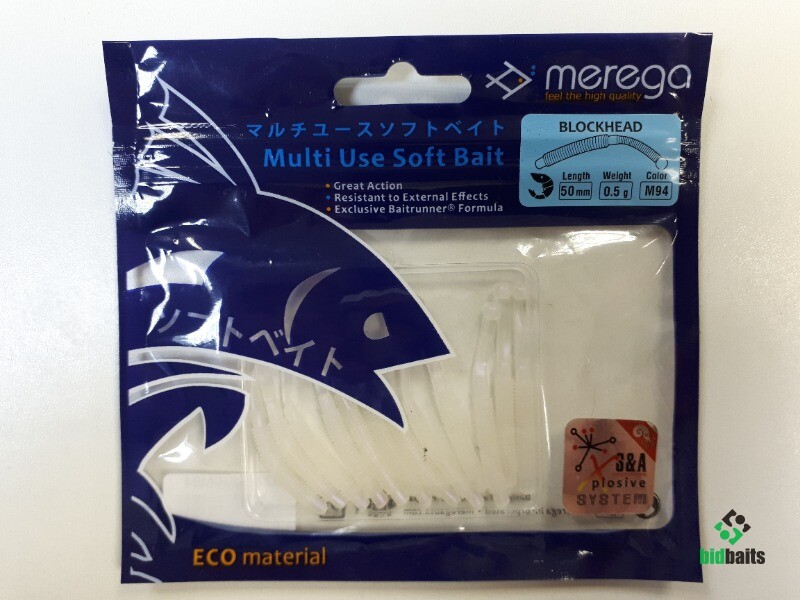 merega
feel the high quality
マルチユースソフトベイト
Multi Use Soft Bait
• Great Action
• Resistant to External Effects
• Exclusive Baitrunner® Formula
BLOCKHEAD
Length Weight Color
50 mm 0.5 g M94
ソフトベイト
S&A
Xplosive
SYSTEM
ECO material
bidbaits